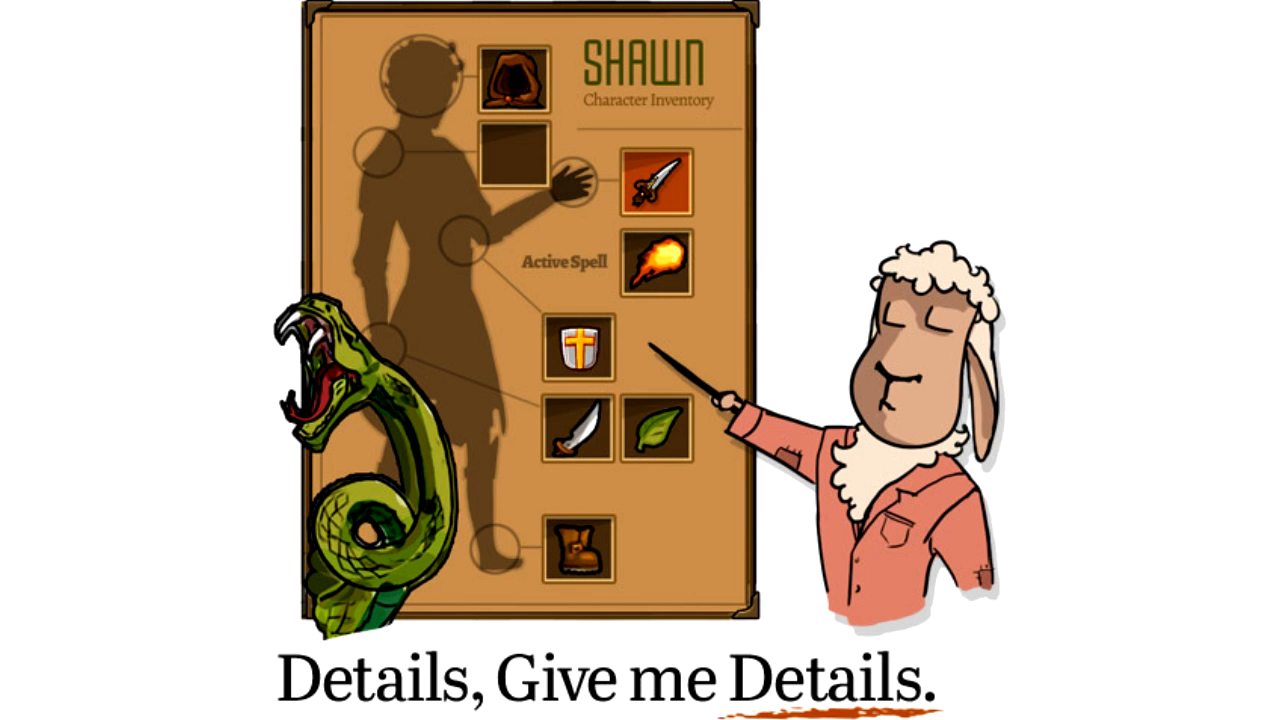 SHAWN
Character Inventory
Active Spell
Details, Give me Details.